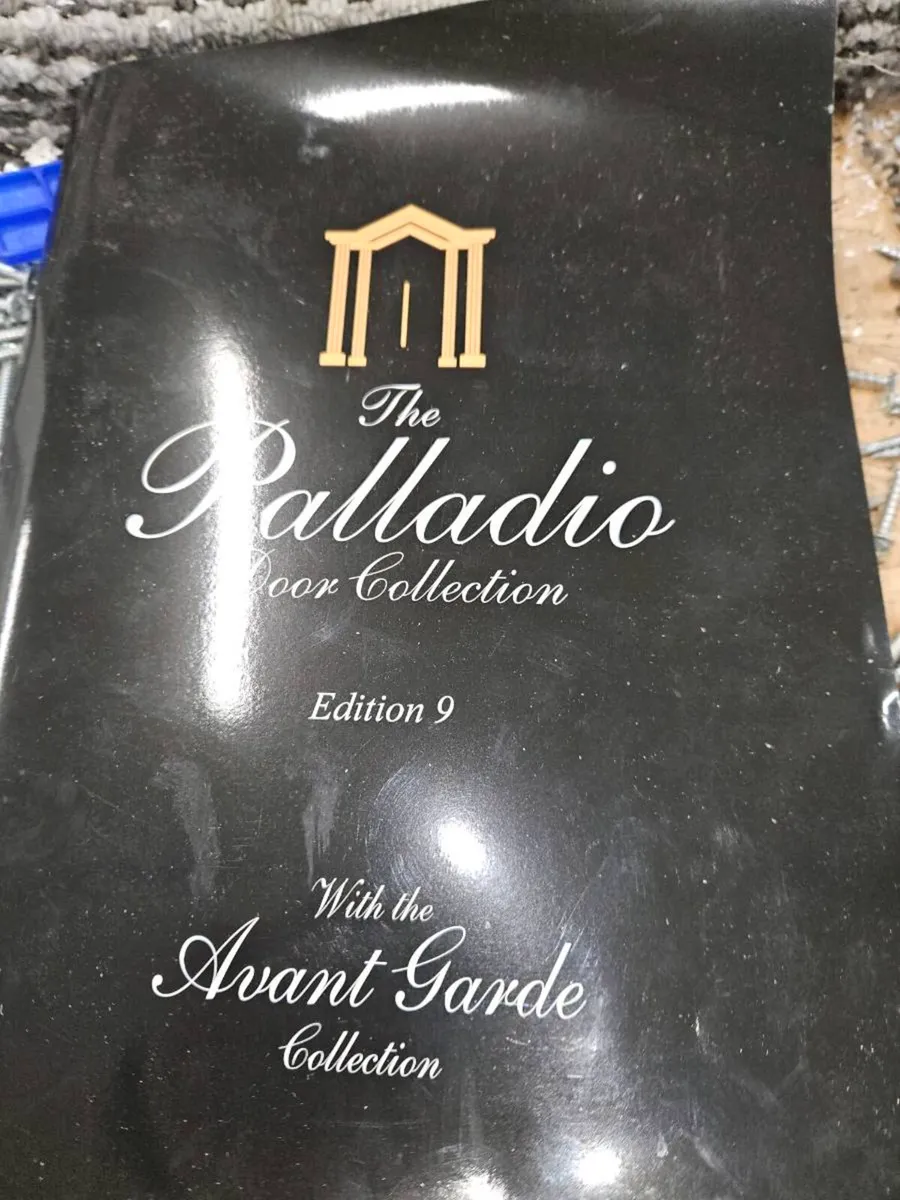 The
Palladio
Door Collection
Edition 9
With the
Avant Garde
Collection